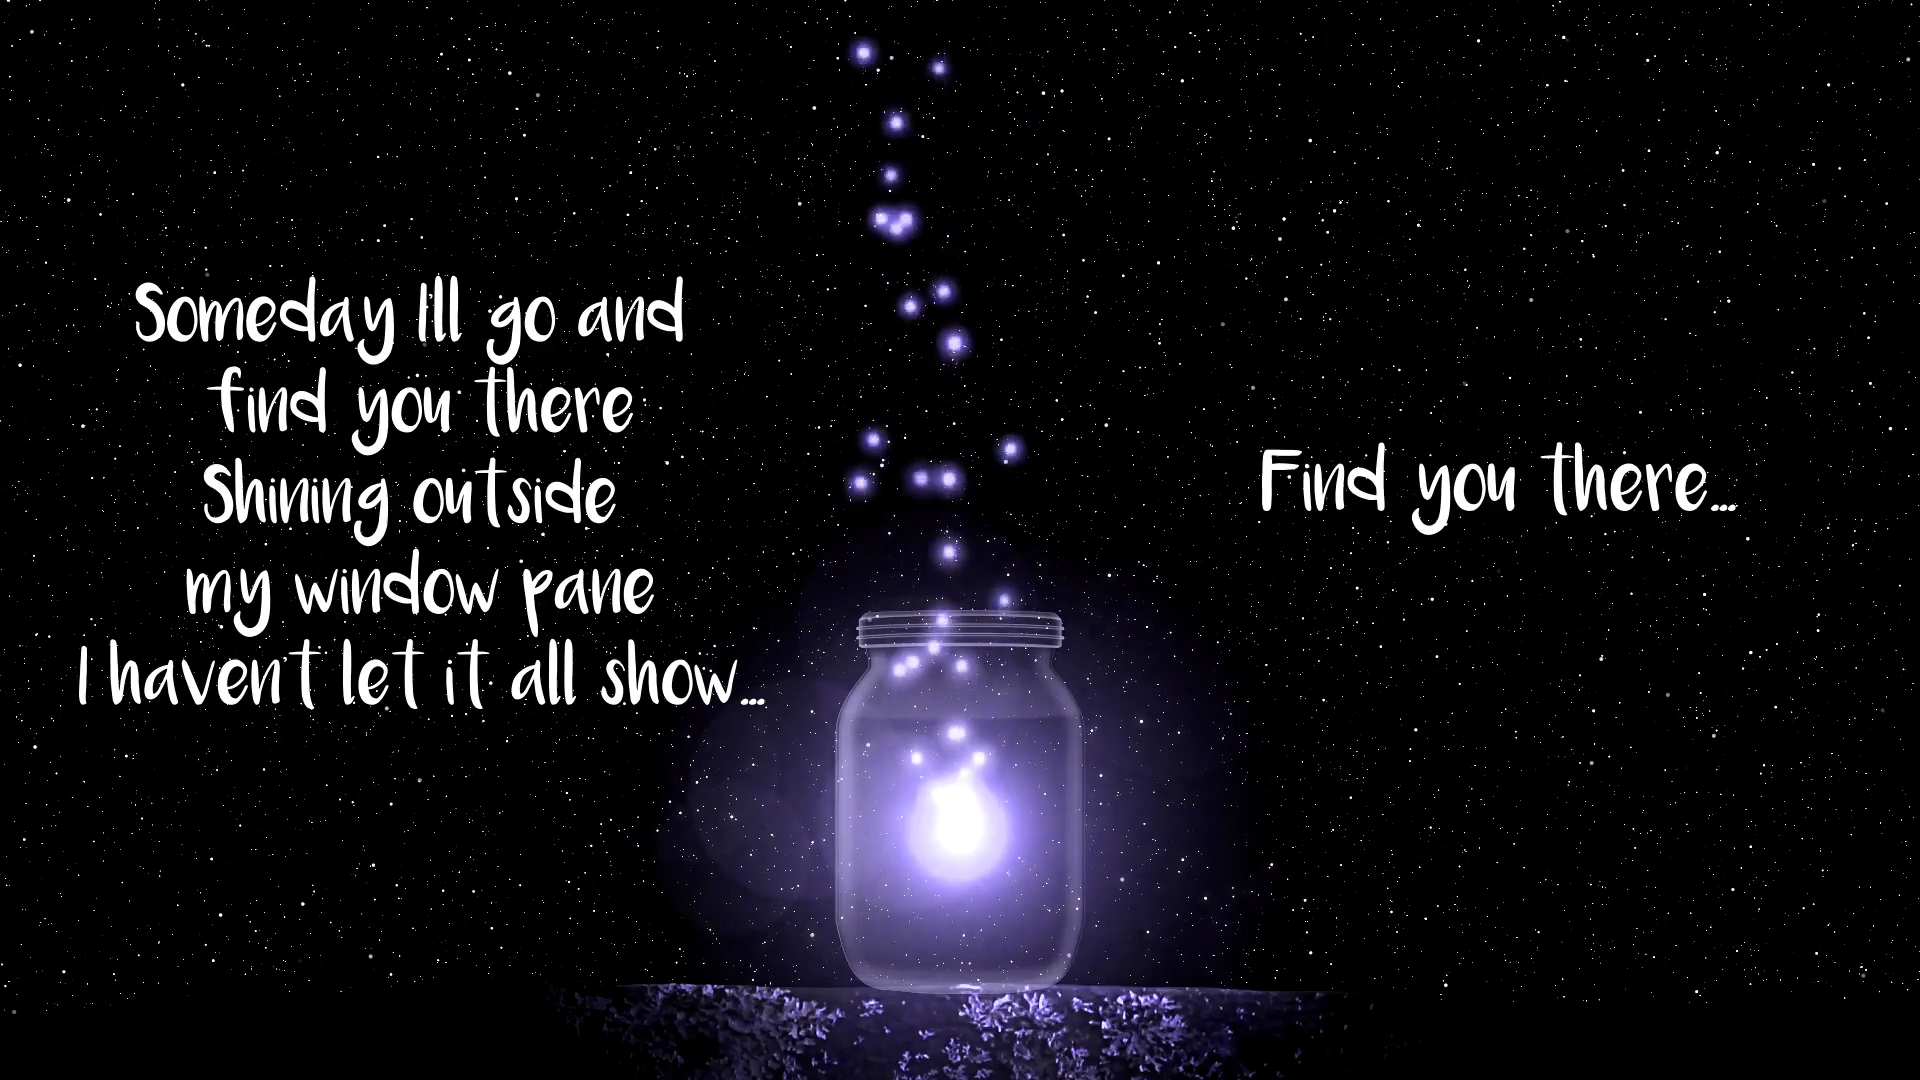 Someday Ill go and
find you there
Shining outside
my window pane
I havent let it all show...
Find you there...